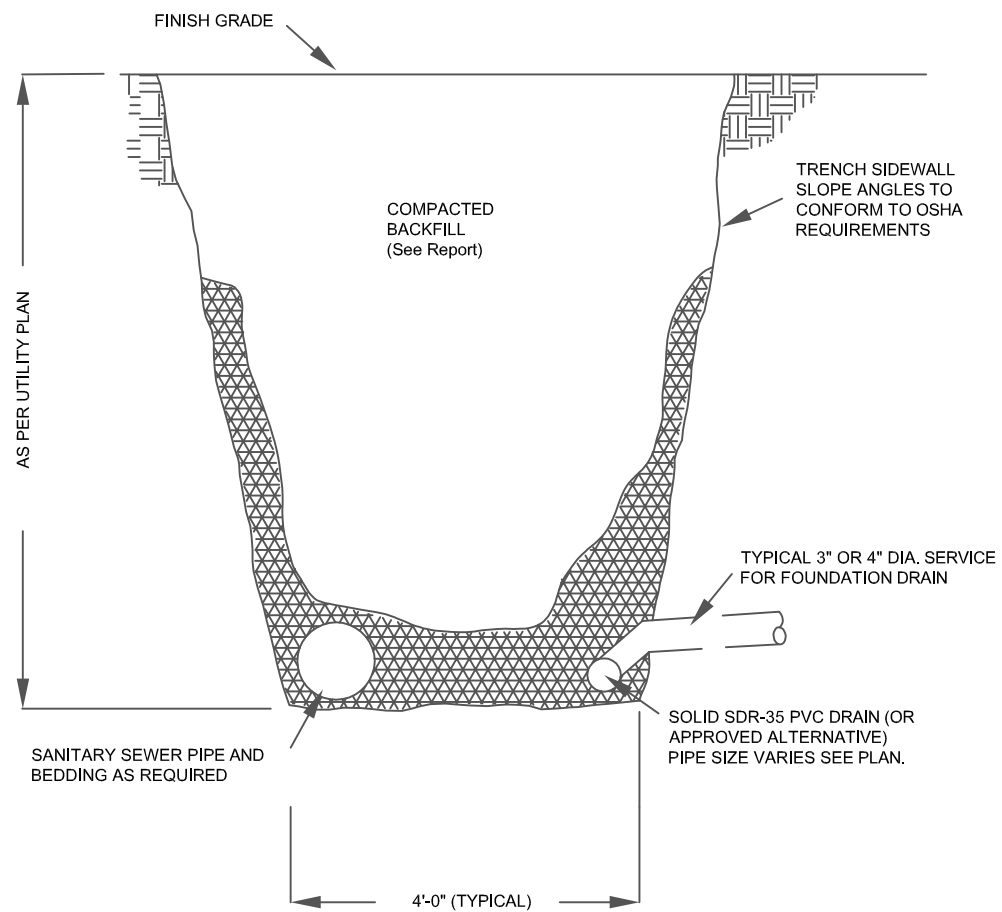 FINISH GRADE
TRENCH SIDEWALL
SLOPE ANGLES TO
CONFORM TO OSHA
REQUIREMENTS
COMPACTED
BACKFILL
(See Report)
AS PER UTILITY PLAN
TYPICAL 3" OR 4" DIA. SERVICE
FOR FOUNDATION DRAIN
SOLID SDR-35 PVC DRAIN (OR
APPROVED ALTERNATIVE)
PIPE SIZE VARIES SEE PLAN.
SANITARY SEWER PIPE AND
BEDDING AS REQUIRED
4'-0" (TYPICAL)